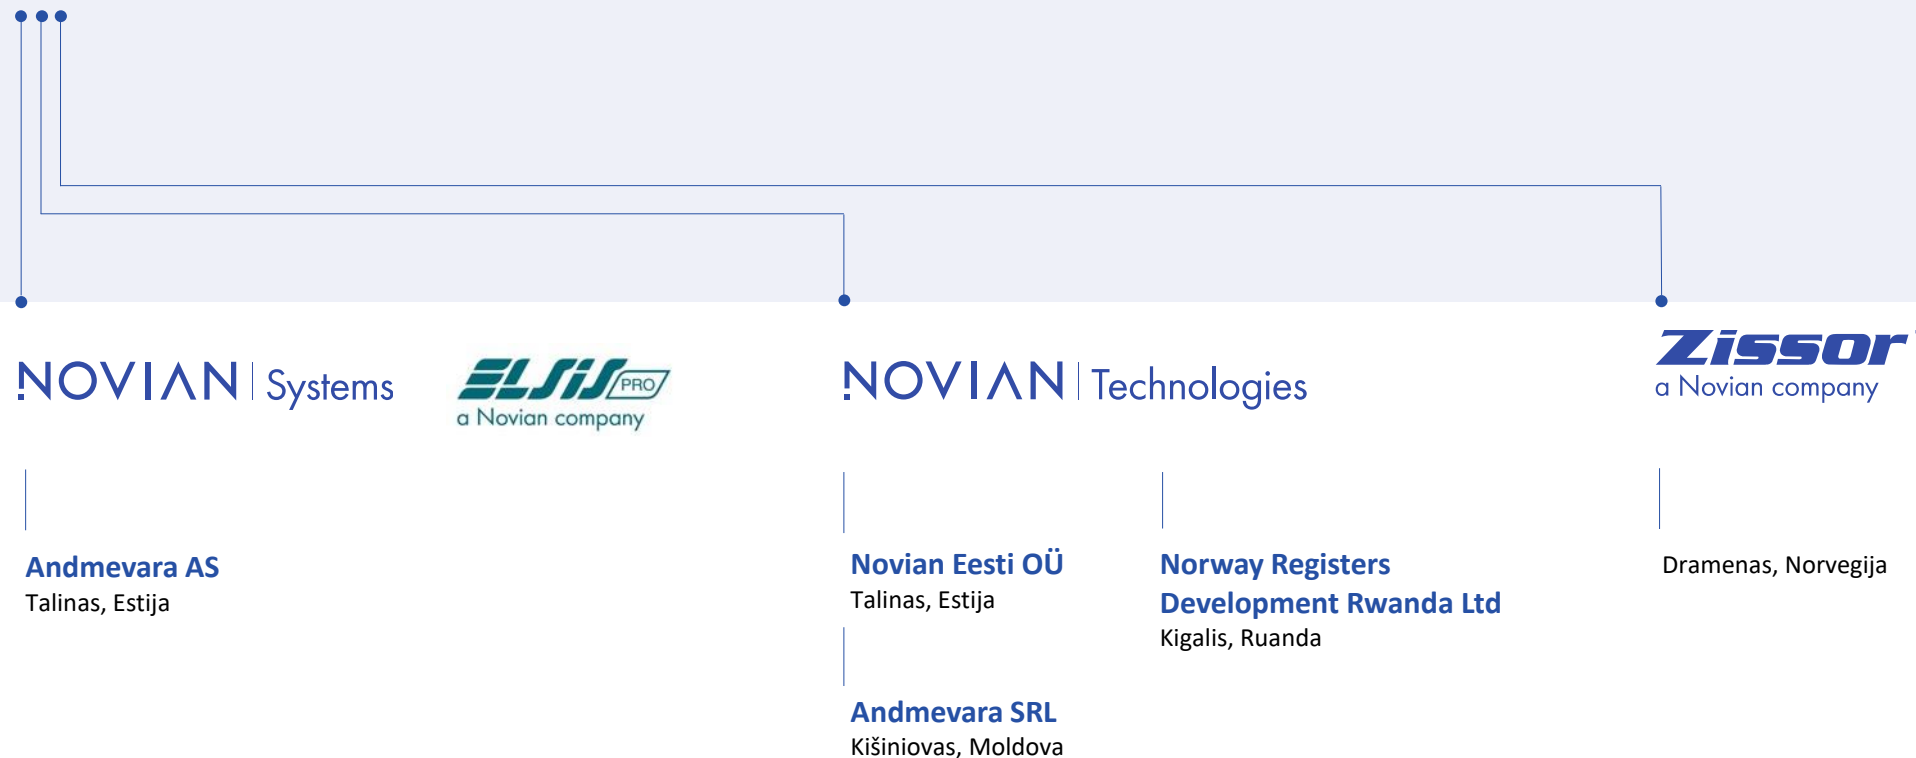 NOVIAN | Systems
ELSiS PRO
a Novian company
NOVIAN | Technologies
Zissor
a Novian company
Andmevara AS
Talinas, Estija
Novian Eesti OÜ
Talinas, Estija
Andmevara SRL
Kišiniovas, Moldova
Norway Registers
Development Rwanda Ltd
Kigalis, Ruanda
Dramenas, Norvegija